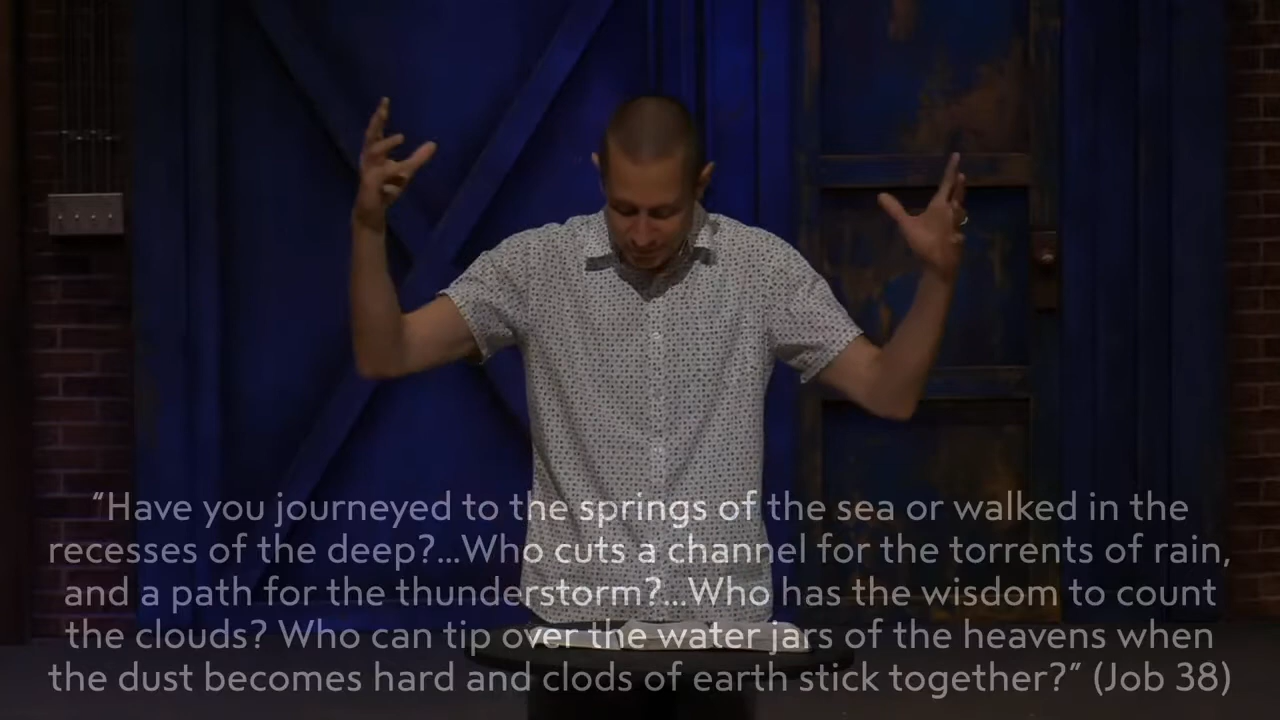 “Have you journeyed to the springs of the sea or walked in the
recesses of the deep?...Who cuts a channel for the torrents of rain,
and a path for the thunderstorm?...Who has the wisdom to count
the clouds? Who can tip over the water jars of the heavens when
the dust becomes hard and clods of earth stick together?” (Job 38)